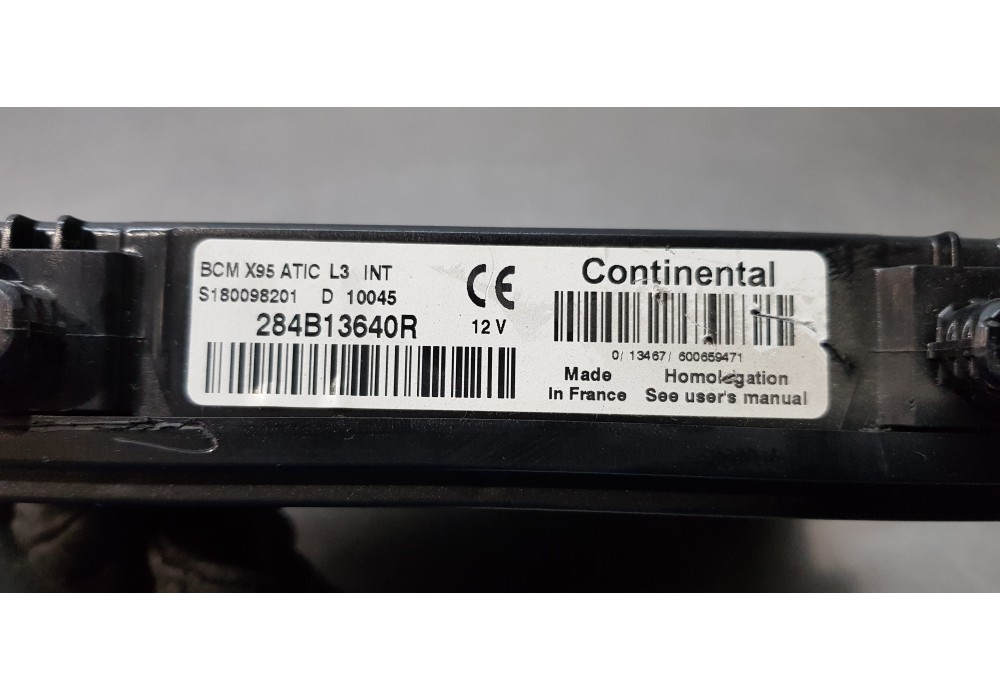 BCM X95 ATIC L3 INT
S180098201 D 10045
284B13640R
CE
12 V
Continental
0/ 13467/ 600659471
Made
in France
Homologation
See user's manual